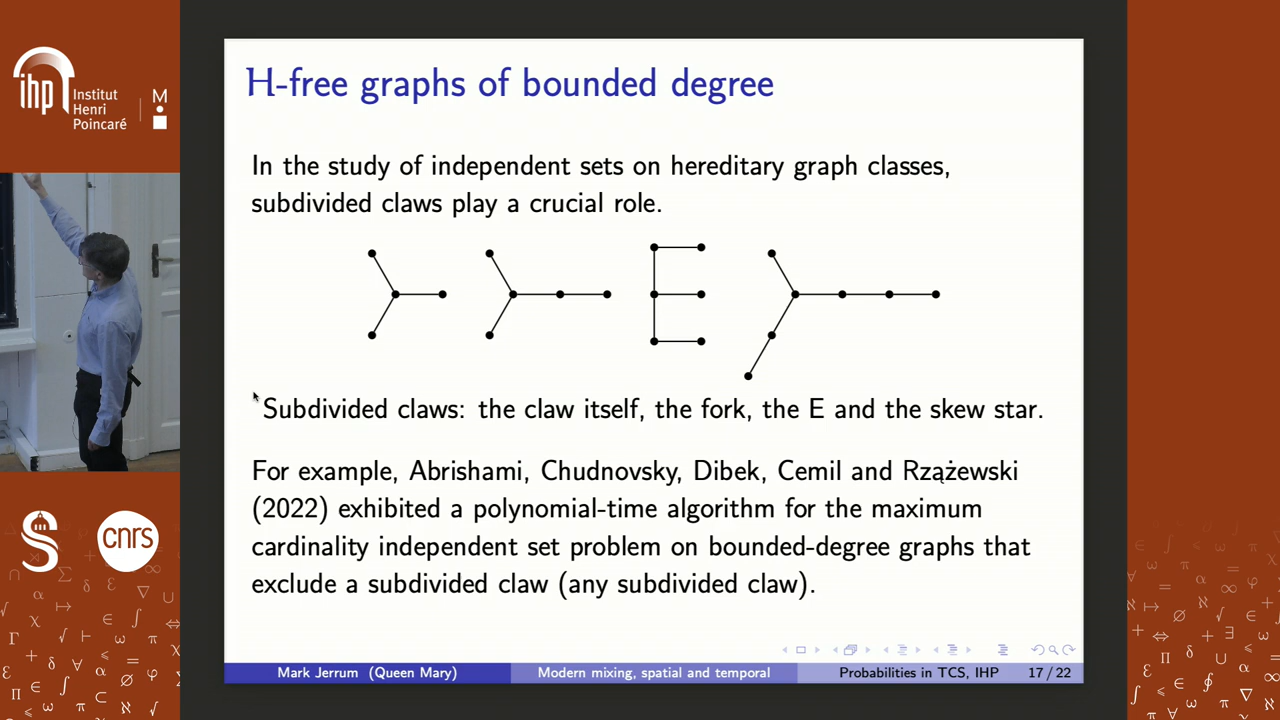 ihp
Institut
Henri
Poincaré
M
H-free graphs of bounded degree
In the study of independent sets on hereditary graph classes,
subdivided claws play a crucial role.
Subdivided claws: the claw itself, the fork, the E and the skew star.
For example, Abrishami, Chudnovsky, Dibek, Cemil and Rzążewski
(2022) exhibited a polynomial-time algorithm for the maximum
cardinality independent set problem on bounded-degree graphs that
exclude a subdivided claw (any subdivided claw).
S
cnrs
Mark Jerrum (Queen Mary)
Modern mixing, spatial and temporal
Probabilities in TCS, IHP
17 / 22